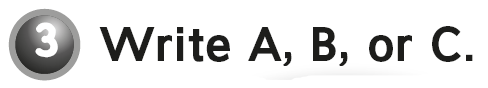 3 Write A, B, or C.